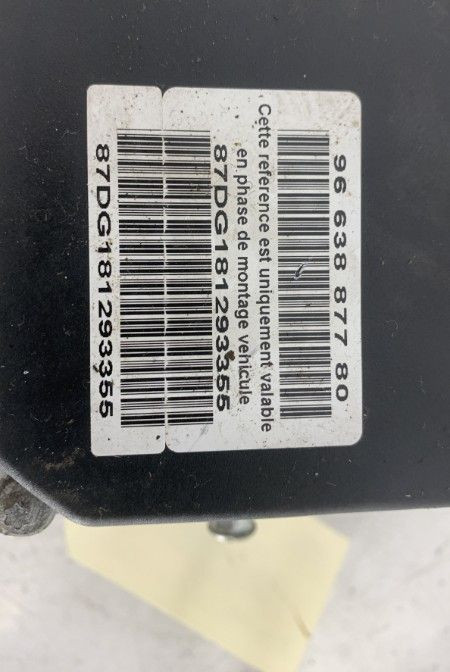 96 638 877 80
Cette reference est uniquement valable
en phase de montage vehicule
87DG181293355
87DG181293355